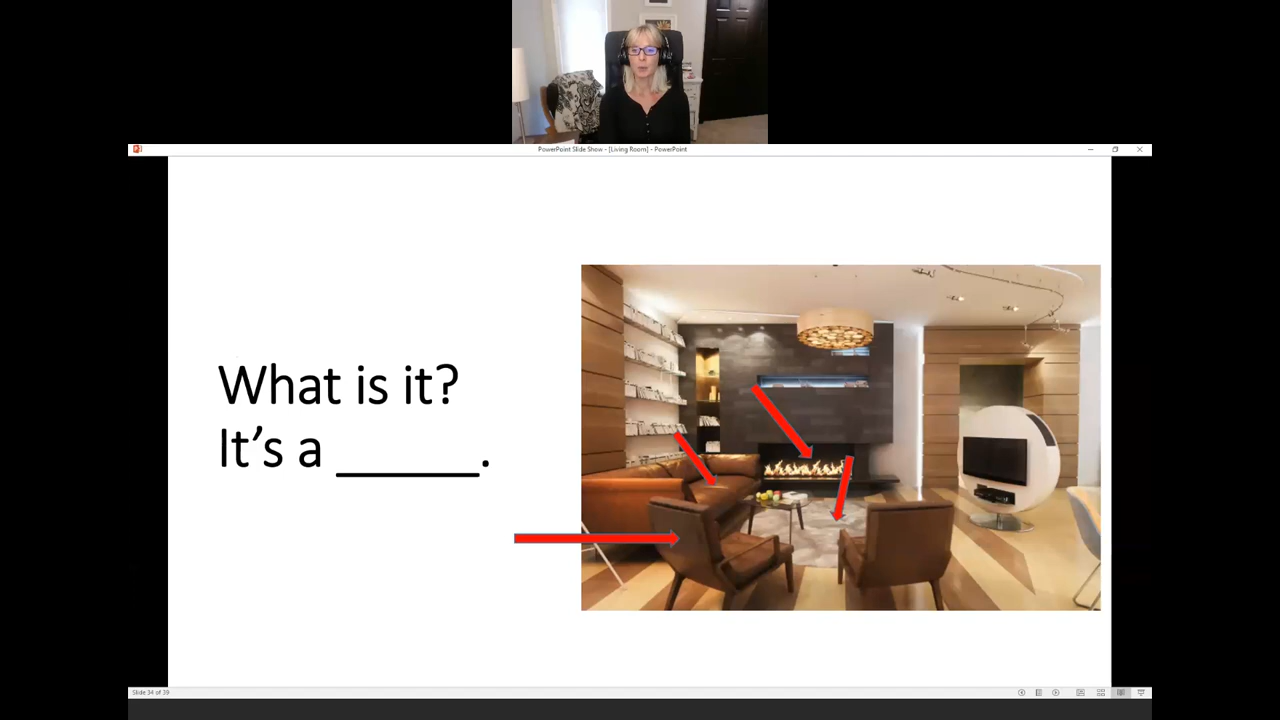 PowerPoint Slide Show - [Living Room] - PowerPoint
What is it?
It’s a ______.
Slide 34 of 39